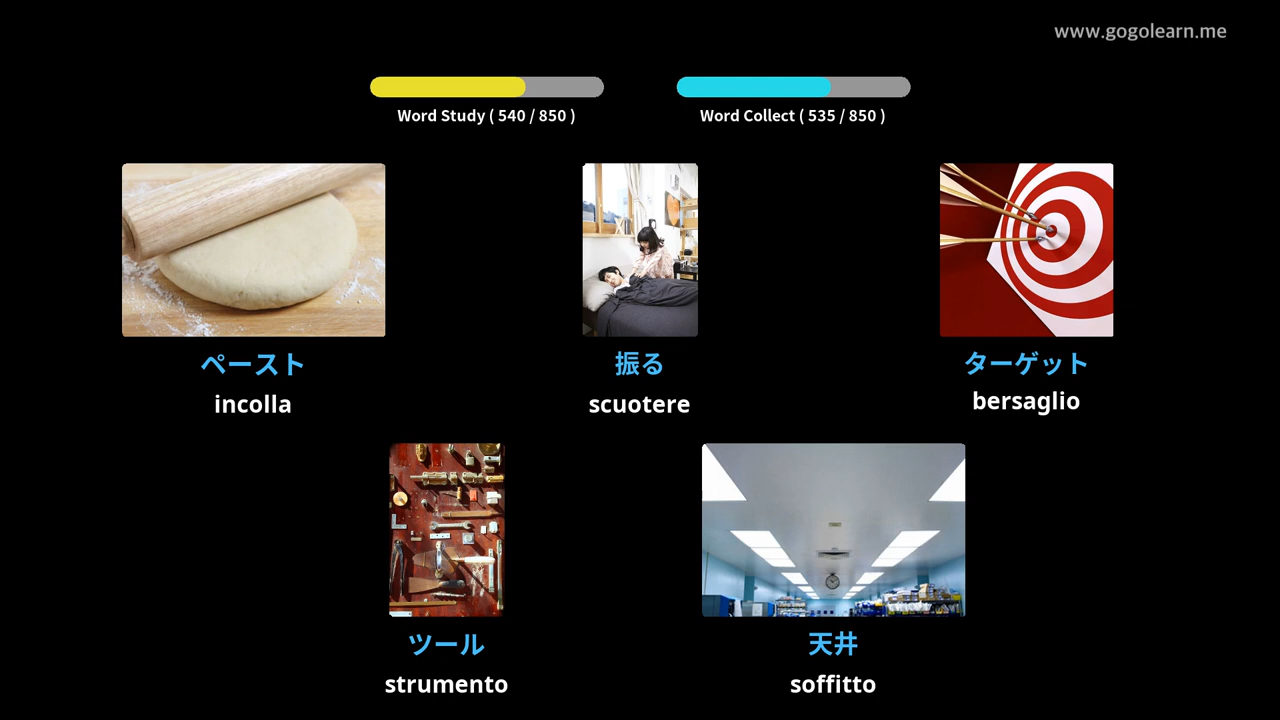 www.gogolearn.me
Word Study ( 540 / 850 )
Word Collect ( 535 / 850 )
ペースト
incolla
振る
scuotere
ターゲット
bersaglio
ツール
strumento
天井
soffitto